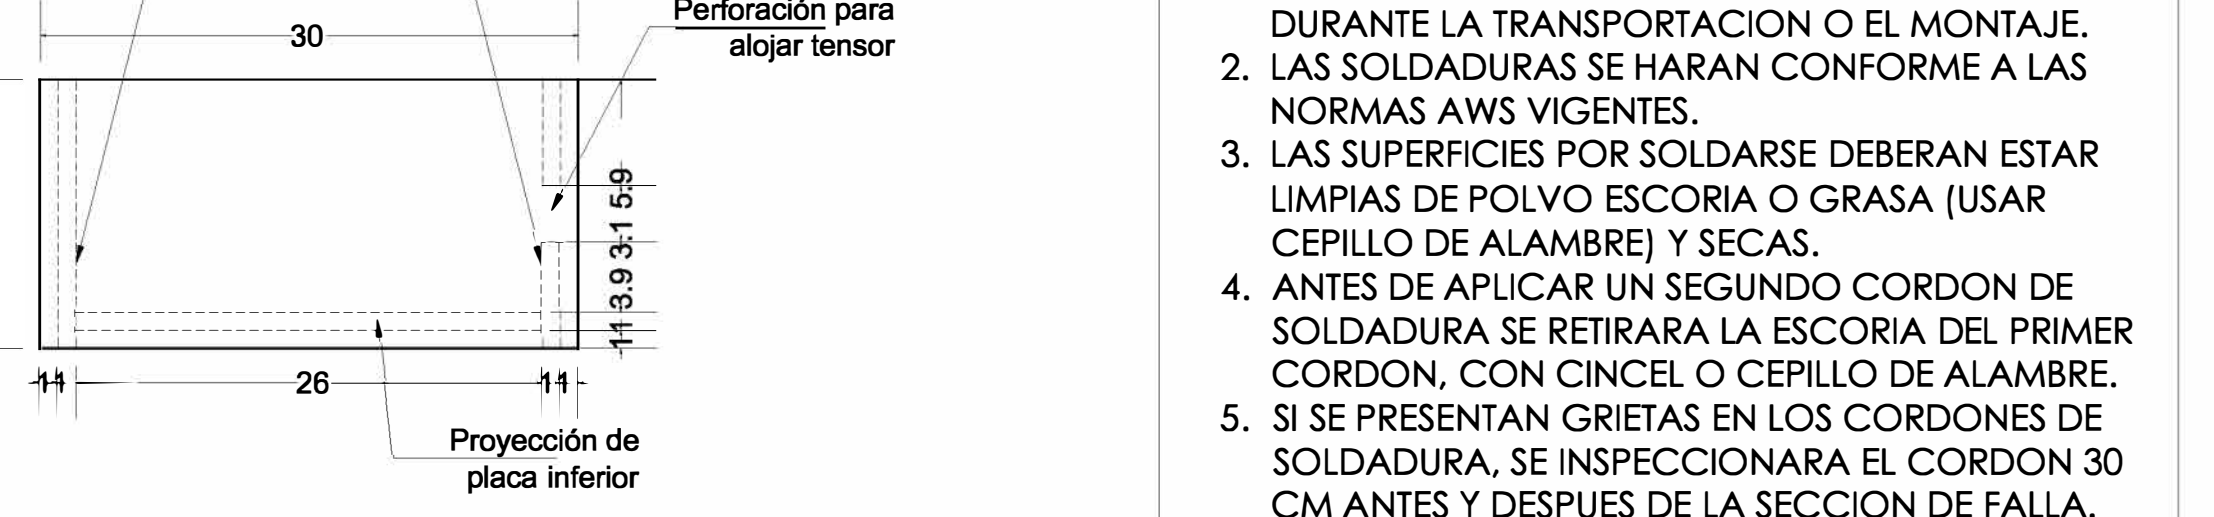 30
Perforación para
alojar tensor
5.9
3.1
3.9
1
1
1
1
26
1
1
Proyección de
placa inferior
DURANTE LA TRANSPORTACION O EL MONTAJE.
2. LAS SOLDADURAS SE HARAN CONFORME A LAS
NORMAS AWS VIGENTES.
3. LAS SUPERFICIES POR SOLDARSE DEBERAN ESTAR
LIMPIAS DE POLVO ESCORIA O GRASA (USAR
CEPILLO DE ALAMBRE) Y SECAS.
4. ANTES DE APLICAR UN SEGUNDO CORDON DE
SOLDADURA SE RETIRARA LA ESCORIA DEL PRIMER
CORDON, CON CINCEL O CEPILLO DE ALAMBRE.
5. SI SE PRESENTAN GRIETAS EN LOS CORDONES DE
SOLDADURA, SE INSPECCIONARA EL CORDON 30
CM ANTES Y DESPUES DE LA SECCION DE FALLA.